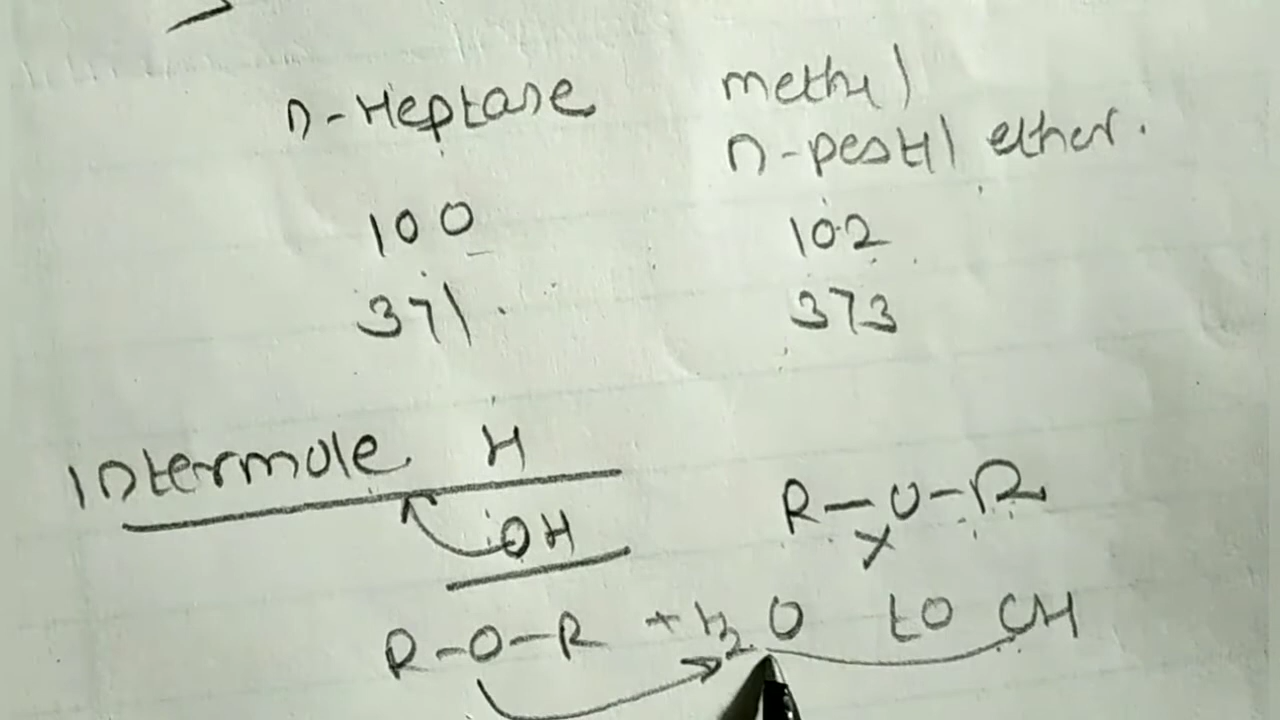 n-Heptane methyl
n-pentyl ether.
100 102
371 373
Intermole H
OH
R-O-R
R-O-R +H2O to OH